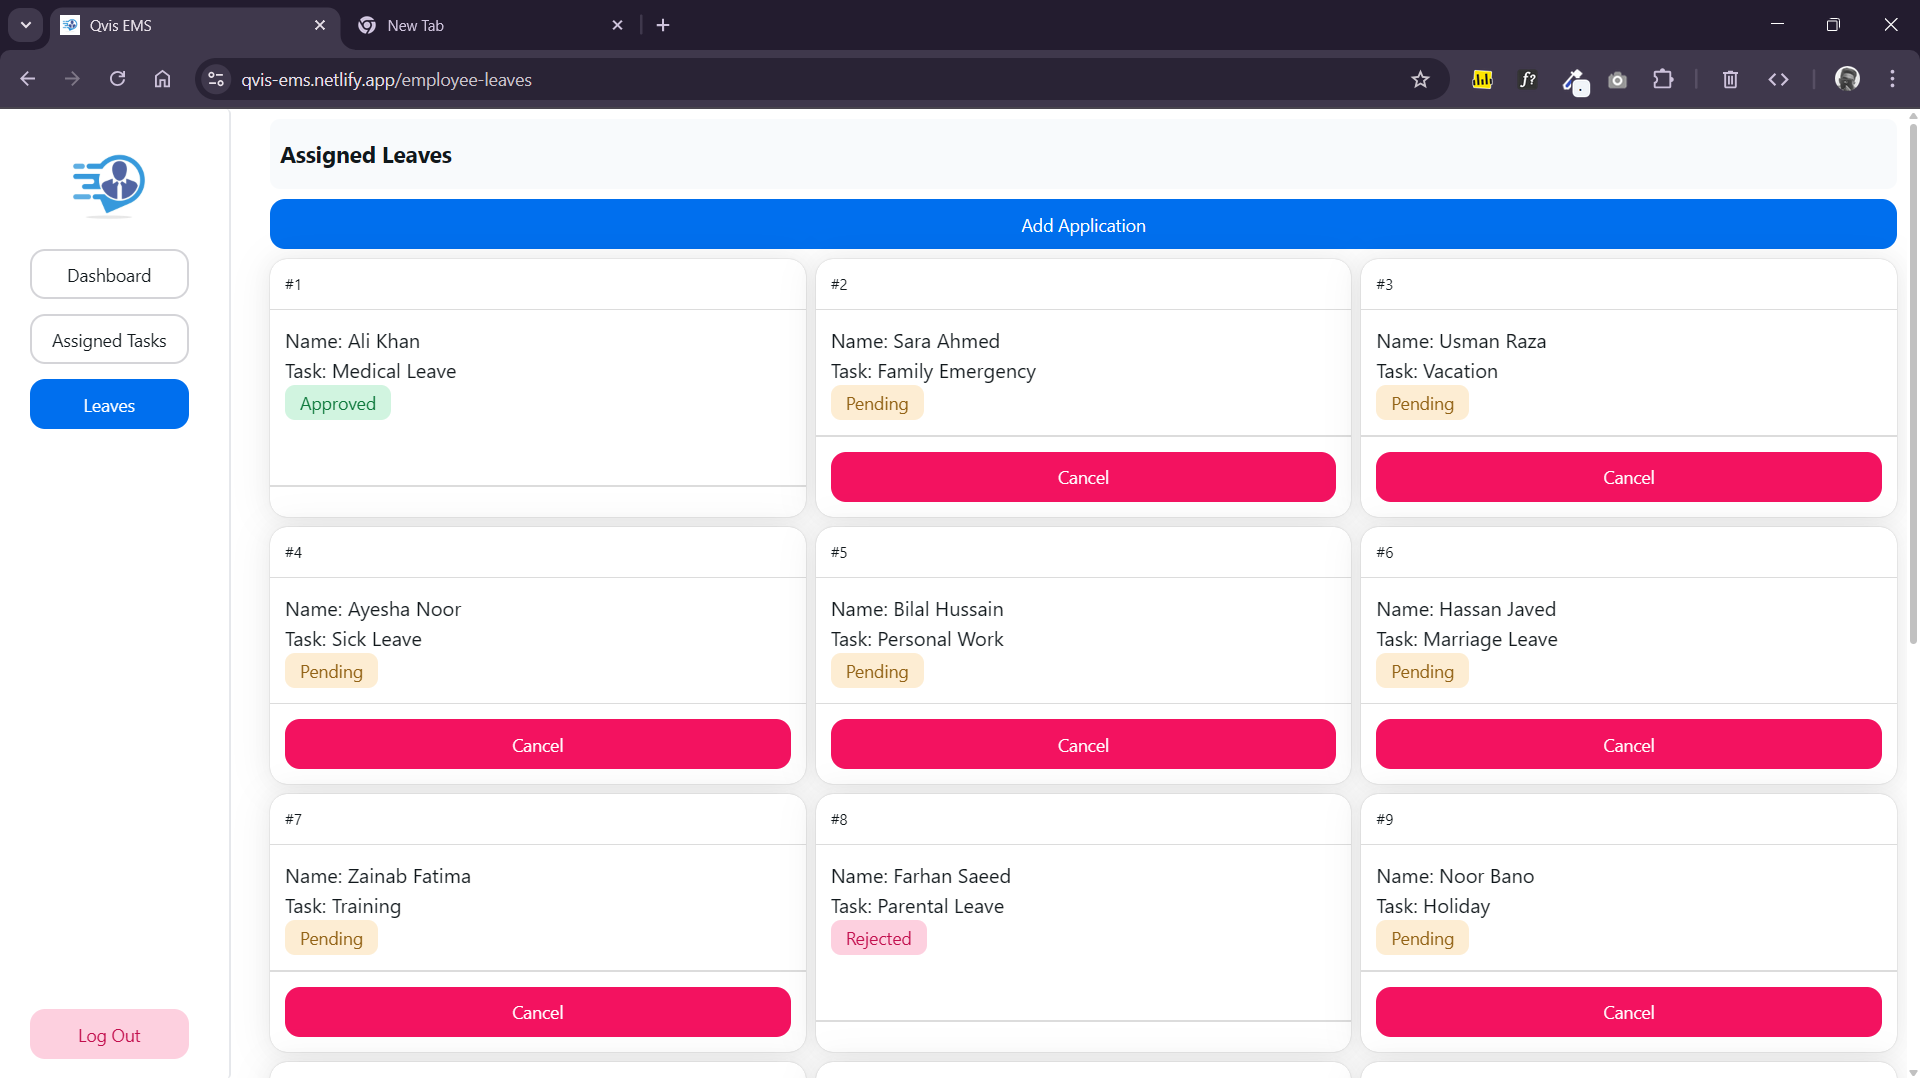 Qvis EMS
New Tab
qvis-ems.netlify.app/employee-leaves
f?
Dashboard
Assigned Tasks
Leaves
Log Out
Assigned Leaves
Add Application
#1
Name: Ali Khan
Task: Medical Leave
Approved
#2
Name: Sara Ahmed
Task: Family Emergency
Pending
Cancel
#3
Name: Usman Raza
Task: Vacation
Pending
Cancel
#4
Name: Ayesha Noor
Task: Sick Leave
Pending
Cancel
#5
Name: Bilal Hussain
Task: Personal Work
Pending
Cancel
#6
Name: Hassan Javed
Task: Marriage Leave
Pending
Cancel
#7
Name: Zainab Fatima
Task: Training
Pending
Cancel
#8
Name: Farhan Saeed
Task: Parental Leave
Rejected
#9
Name: Noor Bano
Task: Holiday
Pending
Cancel